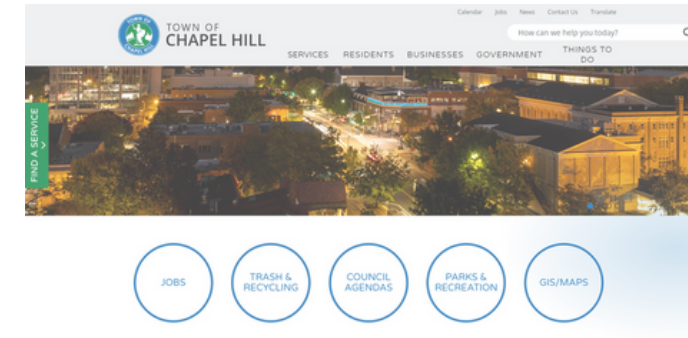 Calendar Jobs News Contact Us Translate
TOWN OF
CHAPEL HILL
How can we help you today?
SERVICES RESIDENTS BUSINESSES GOVERNMENT THINGS TO
DO
FIND A SERVICE
JOBS
TRASH &
RECYCLING
COUNCIL
AGENDAS
PARKS &
RECREATION
GIS/MAPS